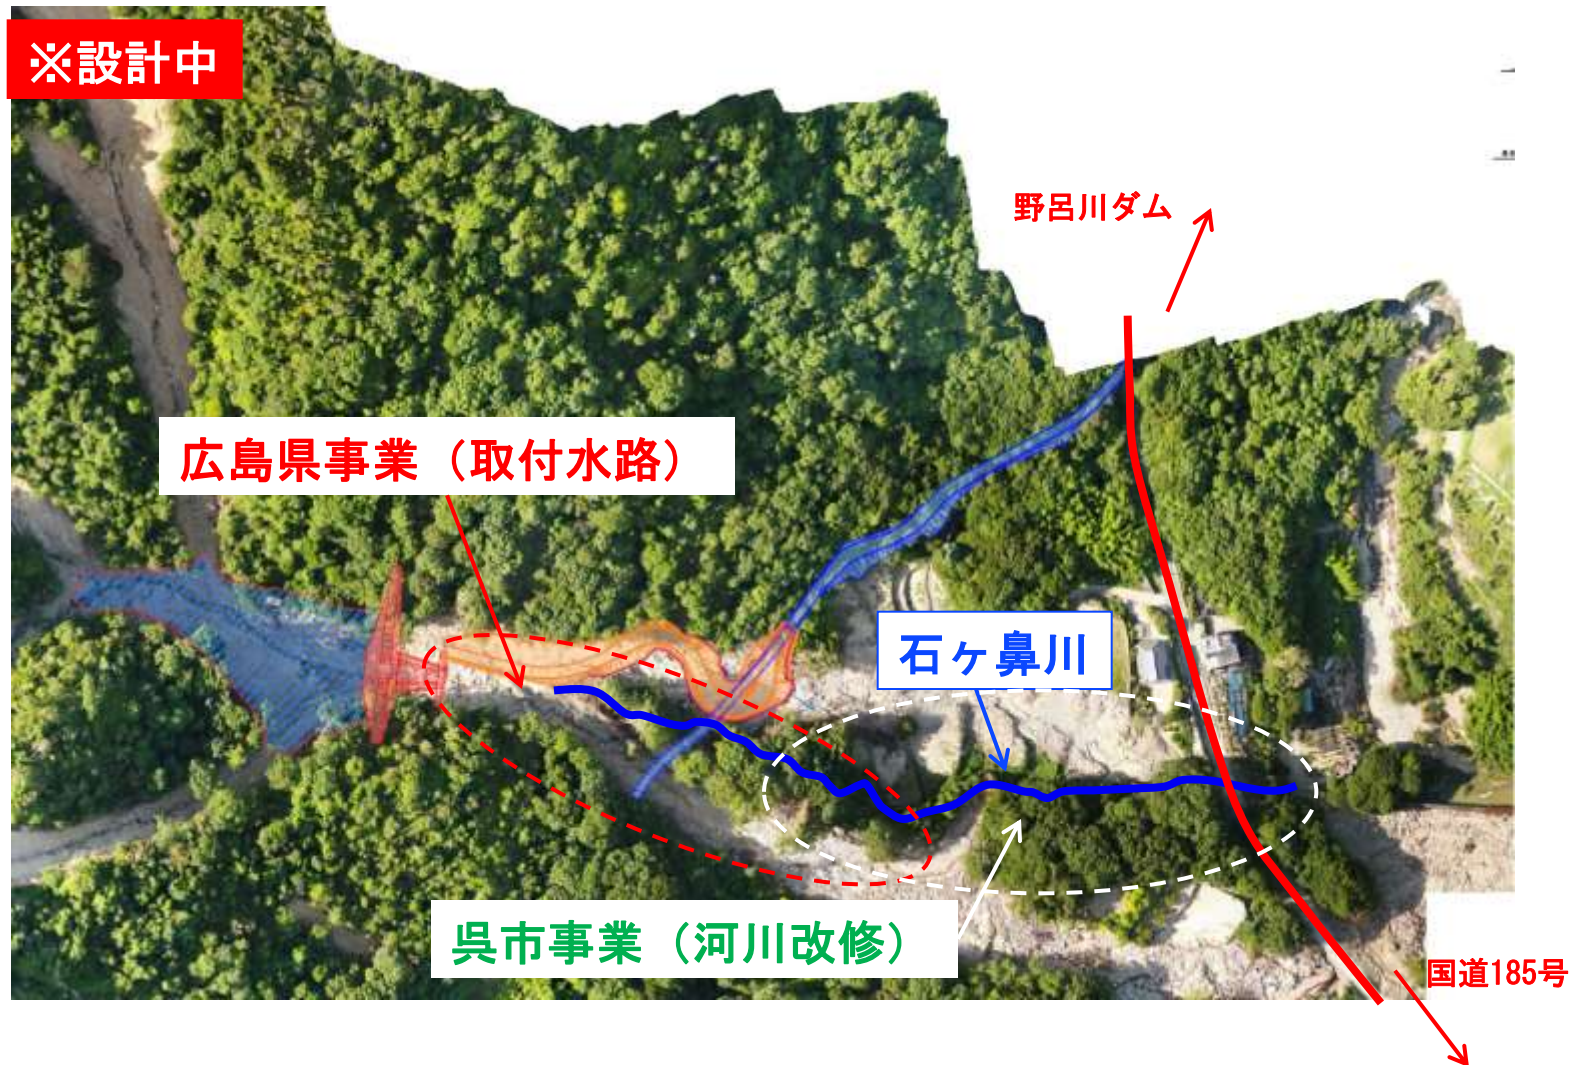 ※設計中
野呂川ダム
広島県事業（取付水路）
石ヶ鼻川
呉市事業（河川改修）
国道185号